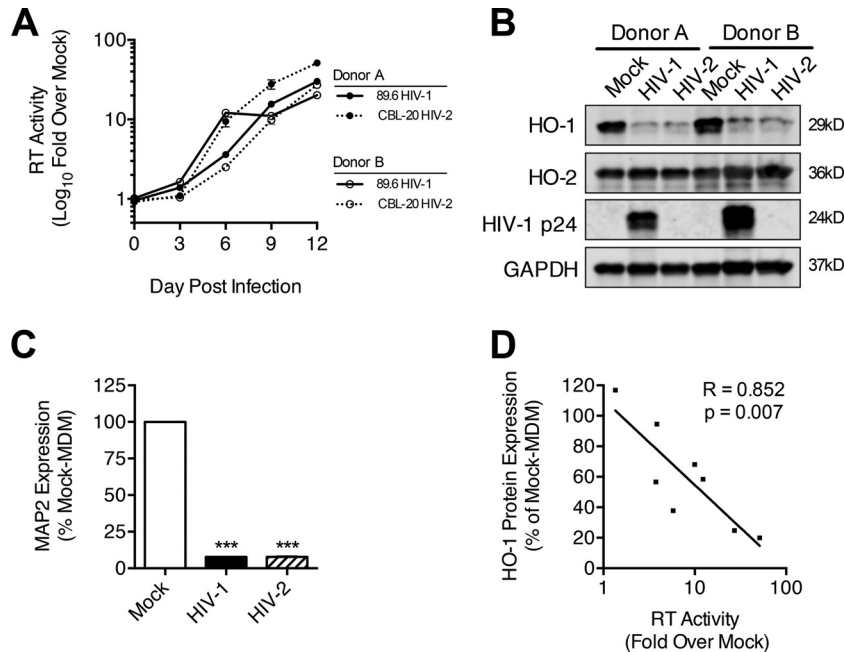 A
RT Activity
(Log10 Fold Over Mock)
100
10
1
0 3 6 9 12
Day Post Infection
Donor A
89.6 HIV-1
CBL-20 HIV-2
Donor B
89.6 HIV-1
CBL-20 HIV-2
B
Donor A Donor B
Mock HIV-1 HIV-2 Mock HIV-1 HIV-2
HO-1 29kD
HO-2 36kD
HIV-1 p24 24kD
GAPDH 37kD
C
MAP2 Expression
(% Mock-MDM)
125
100
75
50
25
0
*** ***
Mock HIV-1 HIV-2
D
HO-1 Protein Expression
(% of Mock-MDM)
120
100
80
60
40
20
0
R = 0.852
p = 0.007
1 10 100
RT Activity
(Fold Over Mock)